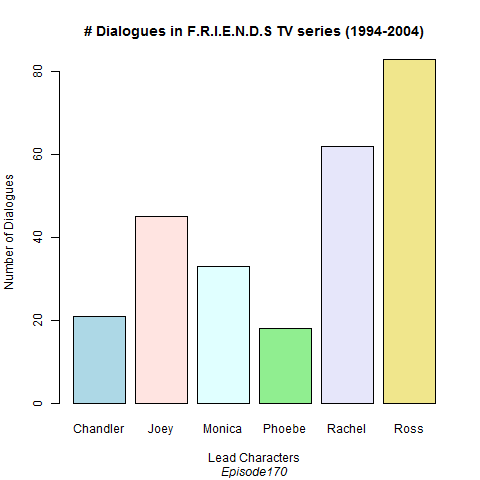 # Dialogues in F.R.I.E.N.D.S TV series (1994-2004)
Number of Dialogues
80
60
40
20
0
Chandler Joey Monica Phoebe Rachel Ross
Lead Characters
Episode170